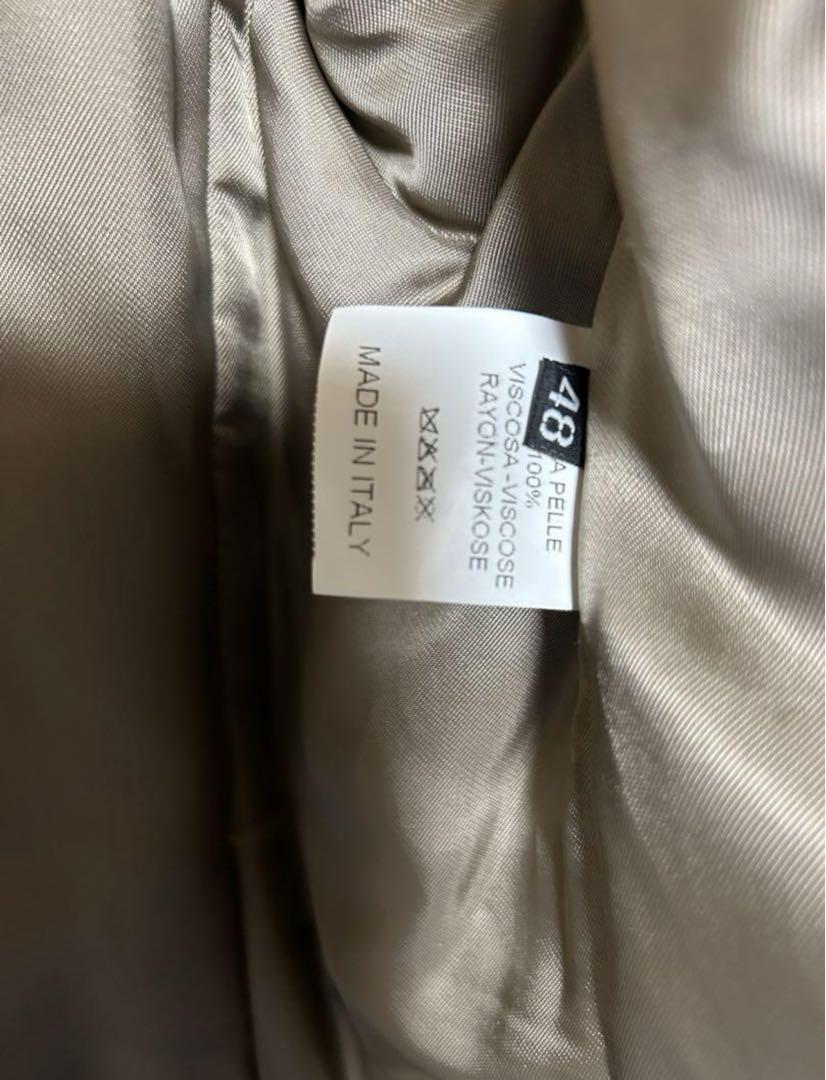 48
A PELLE
100%
VISCOSA-VISCOSE
RAYON-VISKOSE
MADE IN ITALY